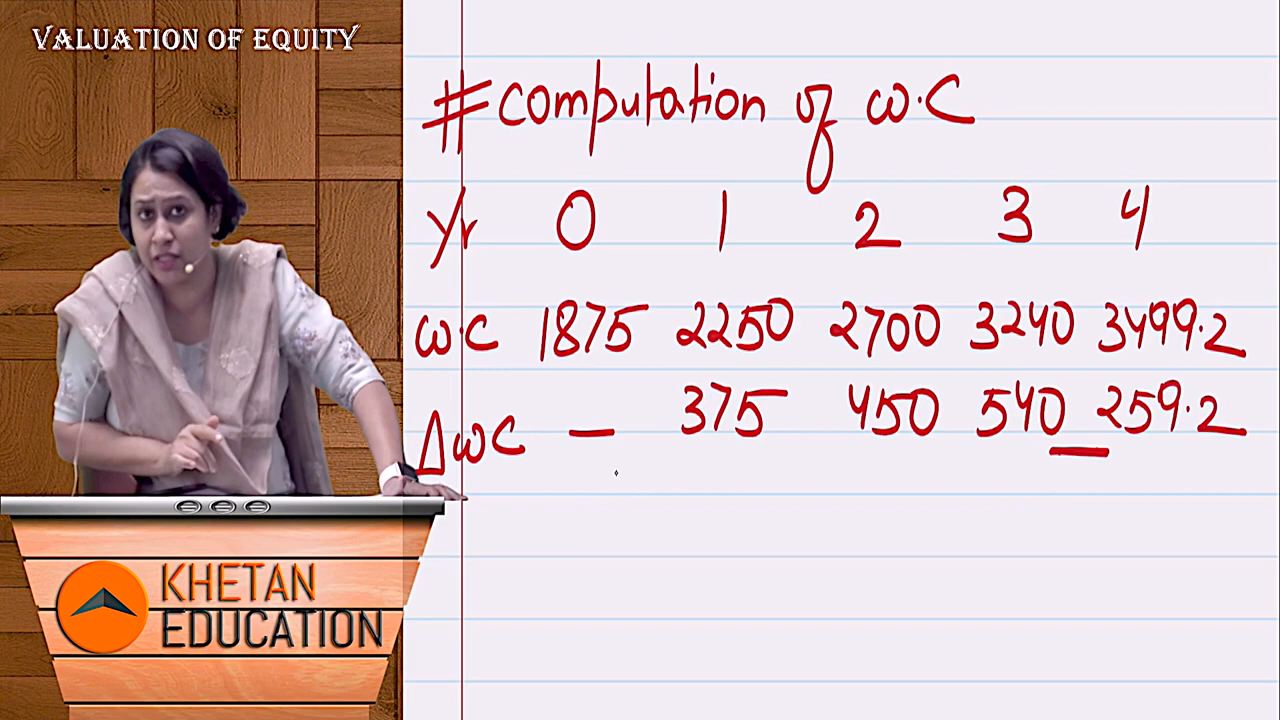 VALUATION OF EQUITY
#computation of W.C
Yr 0 1 2 3 4
W.C 1875 2250 2700 3240 3499.2
ΔWC — 375 450 540 259.2
KHETAN
EDUCATION